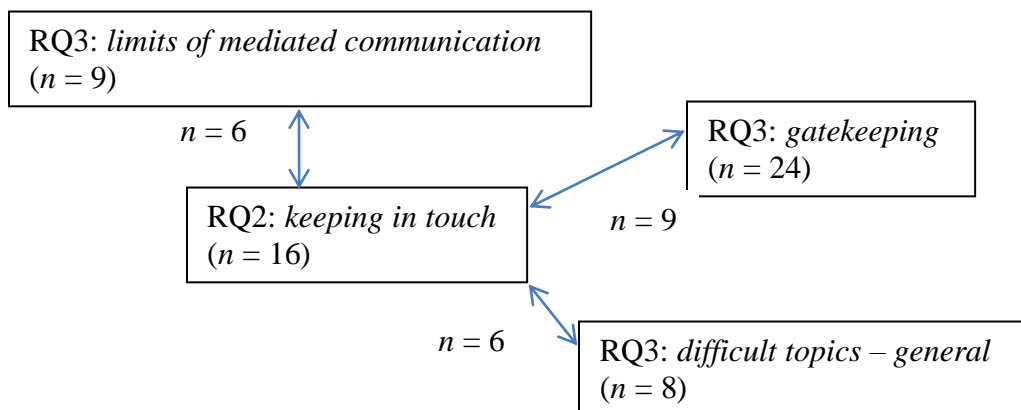 RQ3: limits of mediated communication
(n = 9)
n = 6
RQ3: gatekeeping
(n = 24)
RQ2: keeping in touch
(n = 16)
n = 9
n = 6
RQ3: difficult topics – general
(n = 8)